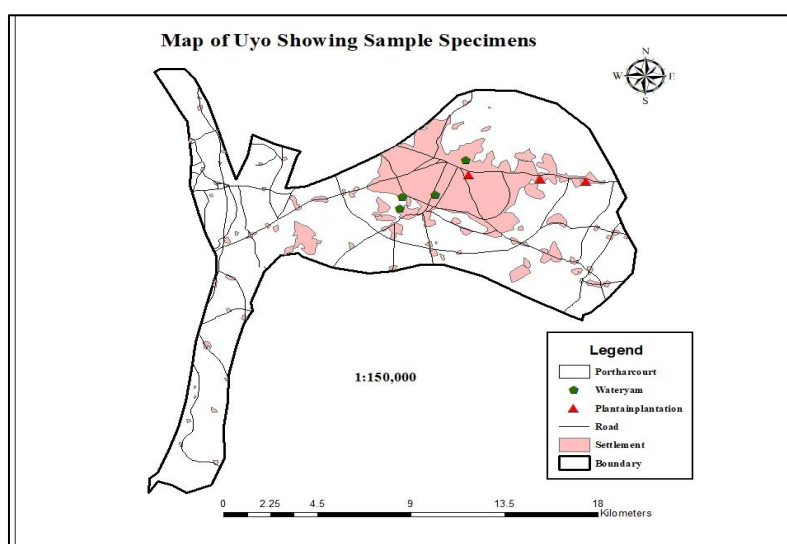 Map of Uyo Showing Sample Specimens
N
W E
S
Legend
Portharcourt
Wateryam
Plantainplantation
Road
Settlement
Boundary
1:150,000
0 2.25 4.5 9 13.5 18
Kilometers